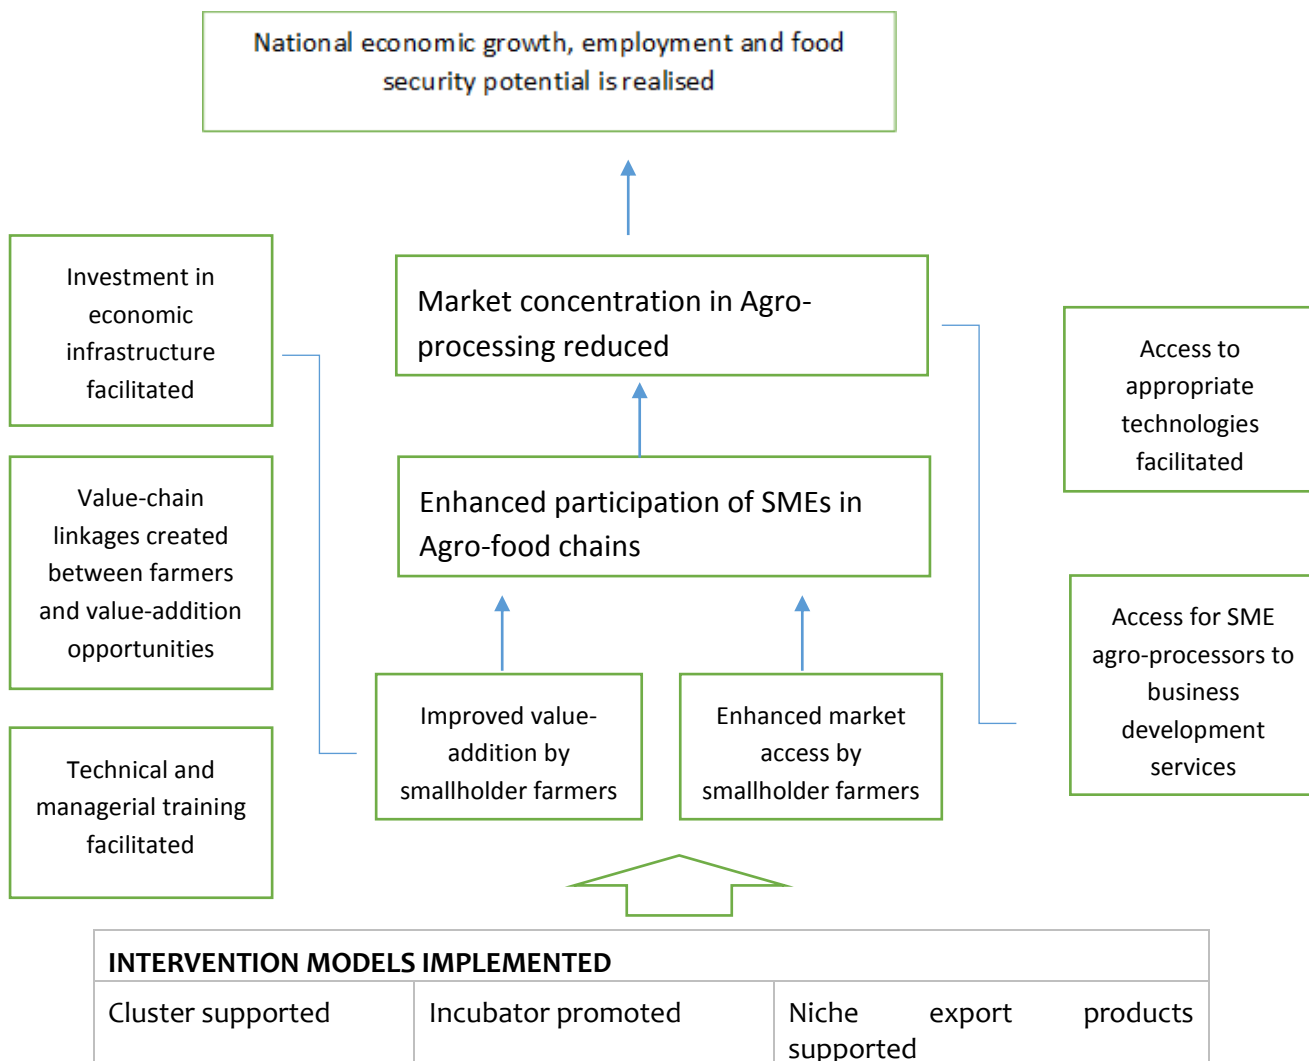 National economic growth, employment and food
security potential is realised
Investment in
economic
infrastructure
facilitated
Market concentration in Agro-
processing reduced
Access to
appropriate
technologies
facilitated
Value-chain
linkages created
between farmers
and value-addition
opportunities
Enhanced participation of SMEs in
Agro-food chains
Access for SME
agro-processors to
business
development
services
Improved value-
addition by
smallholder farmers
Enhanced market
access by
smallholder farmers
Technical and
managerial training
facilitated
INTERVENTION MODELS IMPLEMENTED
Cluster supported
Incubator promoted
Niche export products
supported